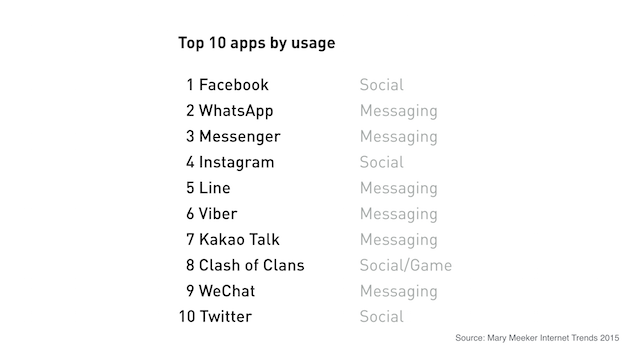 Top 10 apps by usage
1 Facebook Social
2 WhatsApp Messaging
3 Messenger Messaging
4 Instagram Social
5 Line Messaging
6 Viber Messaging
7 Kakao Talk Messaging
8 Clash of Clans Social/Game
9 WeChat Messaging
10 Twitter Social
Source: Mary Meeker Internet Trends 2015